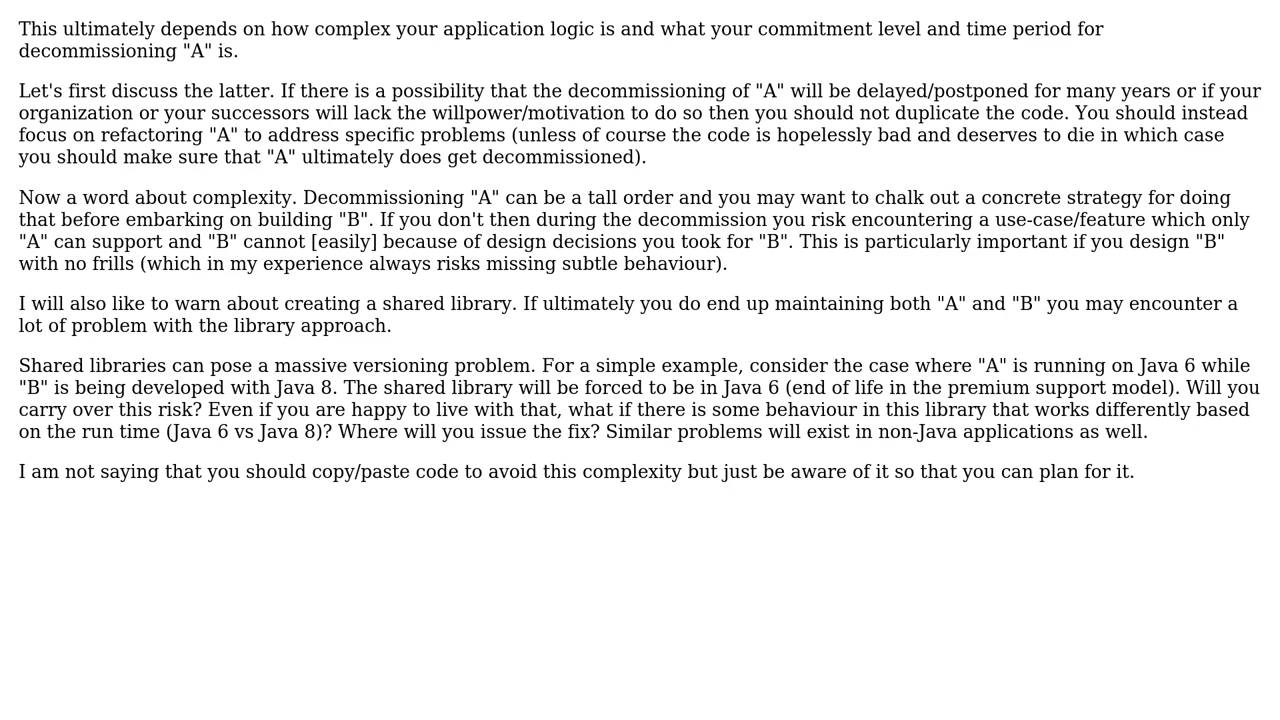 This ultimately depends on how complex your application logic is and what your commitment level and time period for
decommissioning "A" is.
Let's first discuss the latter. If there is a possibility that the decommissioning of "A" will be delayed/postponed for many years or if your
organization or your successors will lack the willpower/motivation to do so then you should not duplicate the code. You should instead
focus on refactoring "A" to address specific problems (unless of course the code is hopelessly bad and deserves to die in which case
you should make sure that "A" ultimately does get decommissioned).
Now a word about complexity. Decommissioning "A" can be a tall order and you may want to chalk out a concrete strategy for doing
that before embarking on building "B". If you don't then during the decommission you risk encountering a use-case/feature which only
"A" can support and "B" cannot [easily] because of design decisions you took for "B". This is particularly important if you design "B"
with no frills (which in my experience always risks missing subtle behaviour).
I will also like to warn about creating a shared library. If ultimately you do end up maintaining both "A" and "B" you may encounter a
lot of problem with the library approach.
Shared libraries can pose a massive versioning problem. For a simple example, consider the case where "A" is running on Java 6 while
"B" is being developed with Java 8. The shared library will be forced to be in Java 6 (end of life in the premium support model). Will you
carry over this risk? Even if you are happy to live with that, what if there is some behaviour in this library that works differently based
on the run time (Java 6 vs Java 8)? Where will you issue the fix? Similar problems will exist in non-Java applications as well.
I am not saying that you should copy/paste code to avoid this complexity but just be aware of it so that you can plan for it.